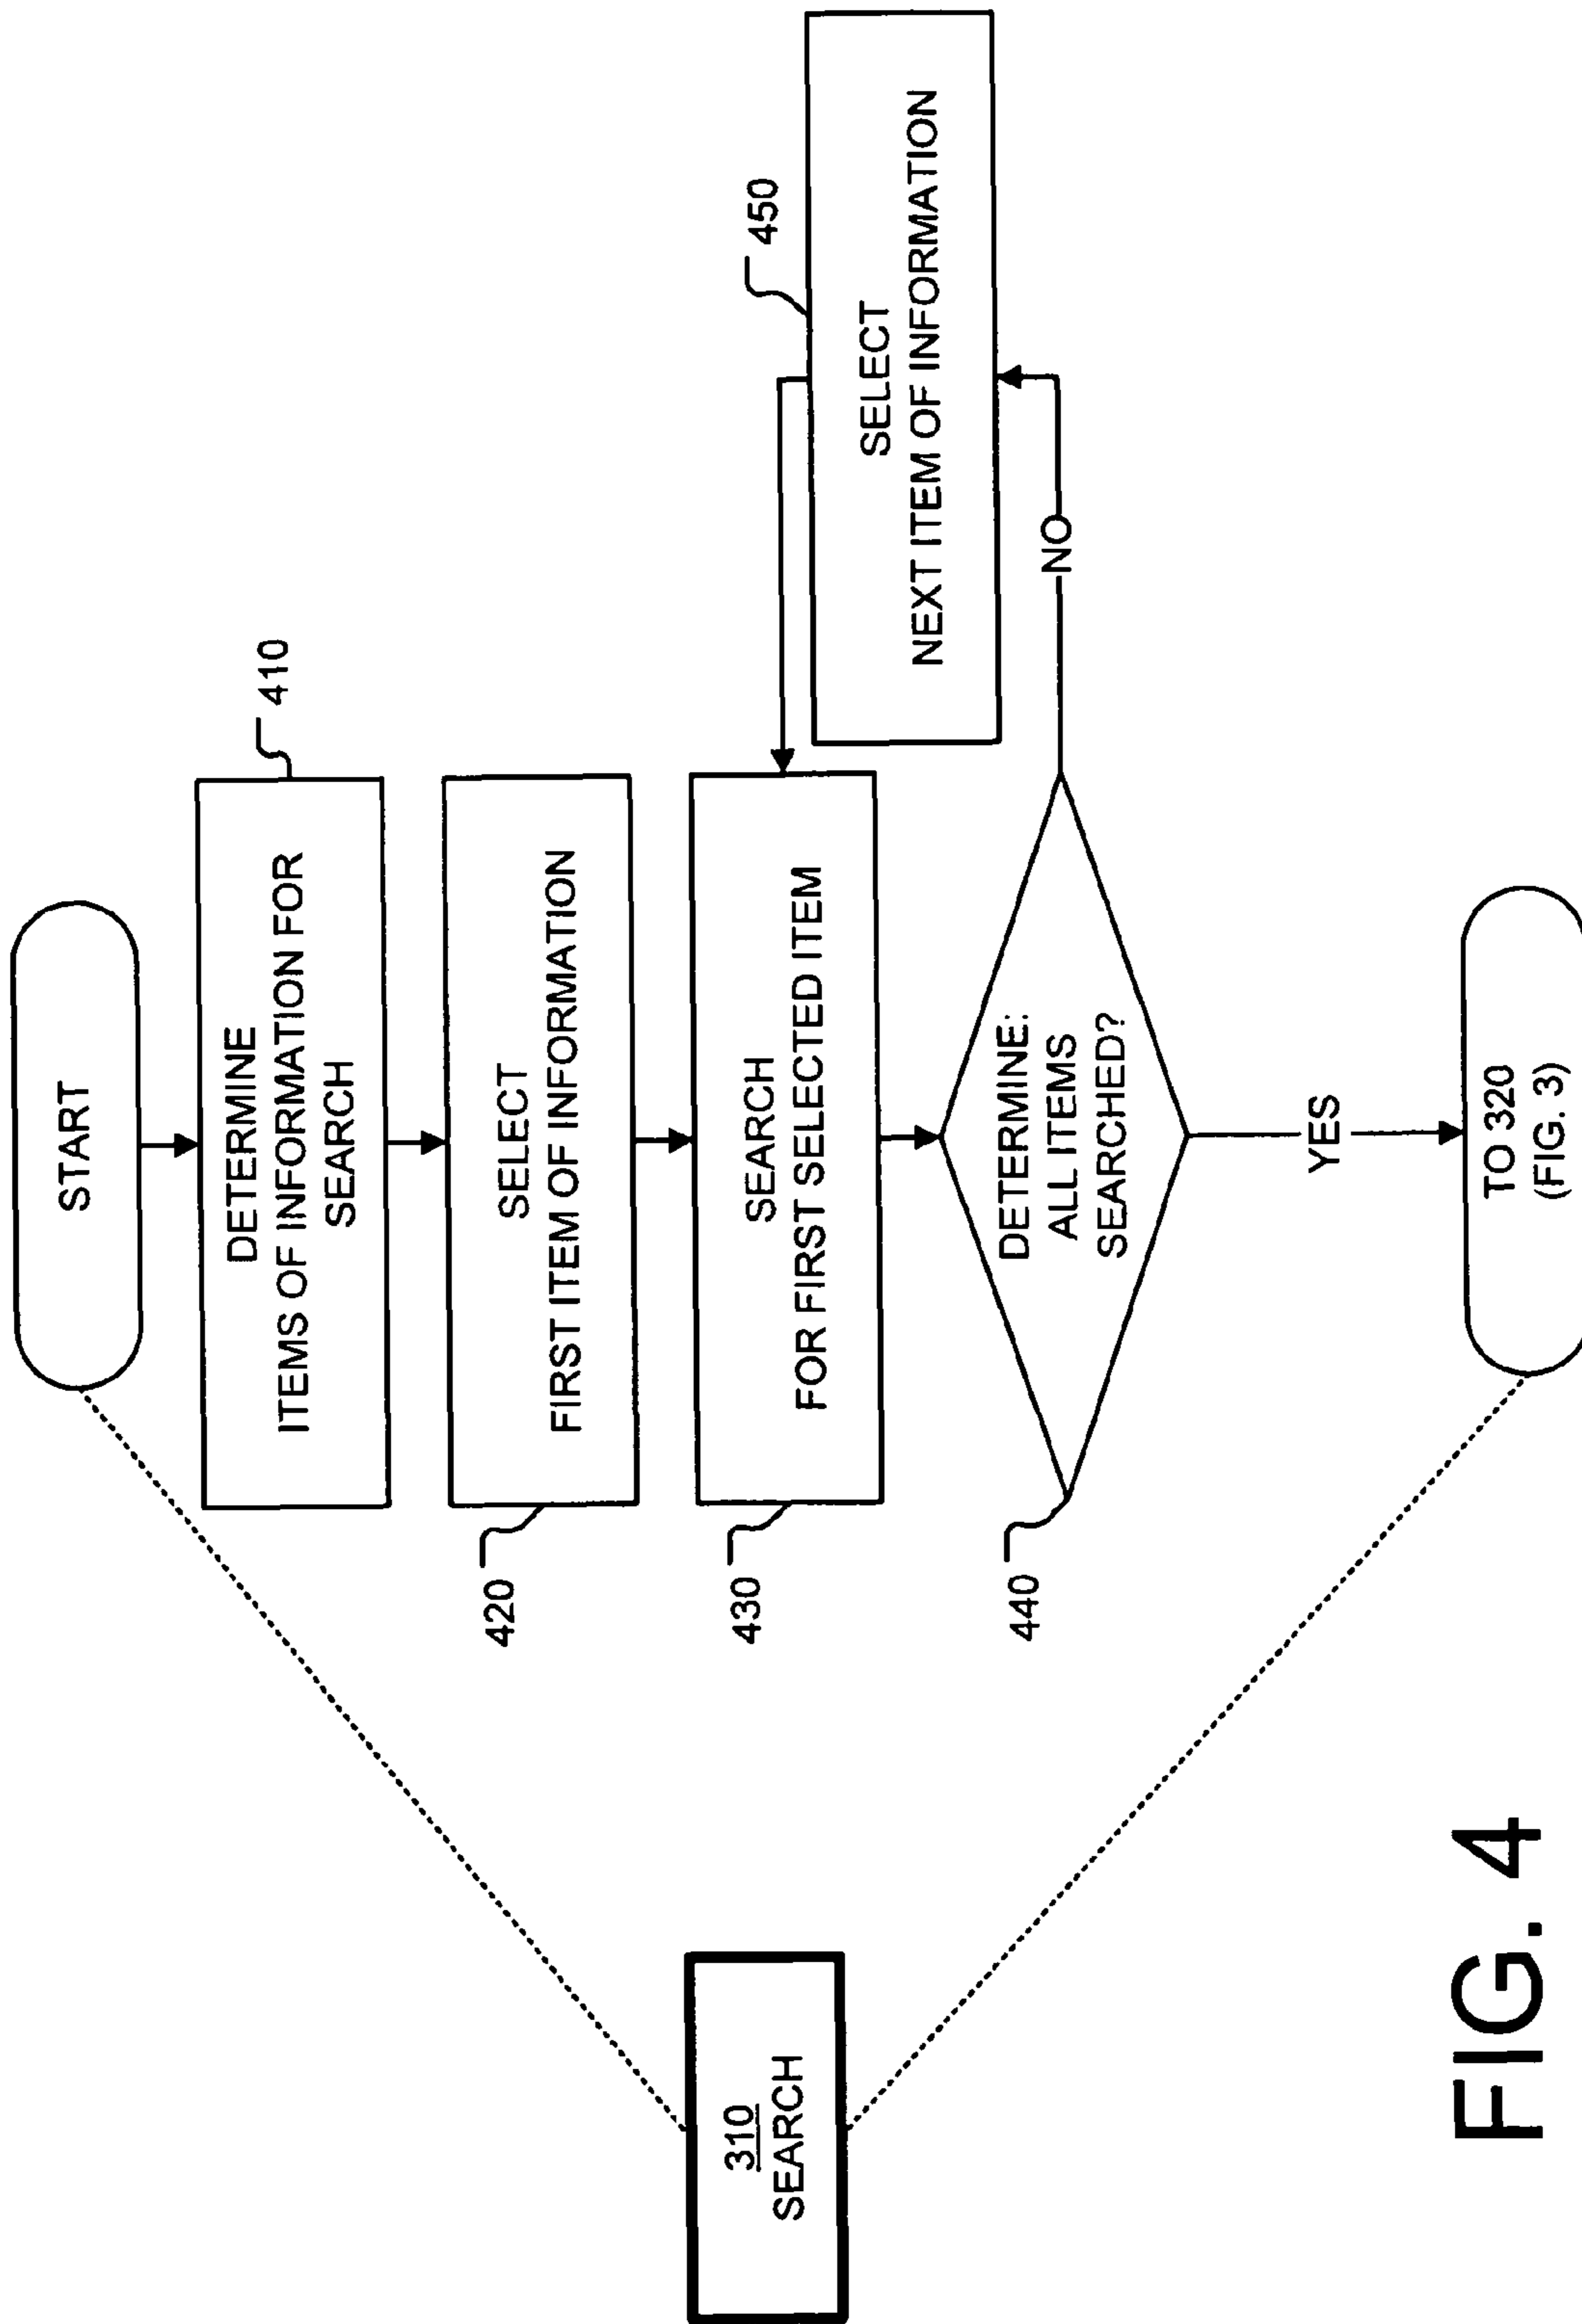 310
SEARCH
START
410
DETERMINE
ITEMS OF INFORMATION FOR
SEARCH
420
SELECT
FIRST ITEM OF INFORMATION
430
SEARCH
FOR FIRST SELECTED ITEM
450
SELECT
NEXT ITEM OF INFORMATION
440
DETERMINE:
ALL ITEMS
SEARCHED?
NO
YES
TO 320
(FIG. 3)
FIG. 4